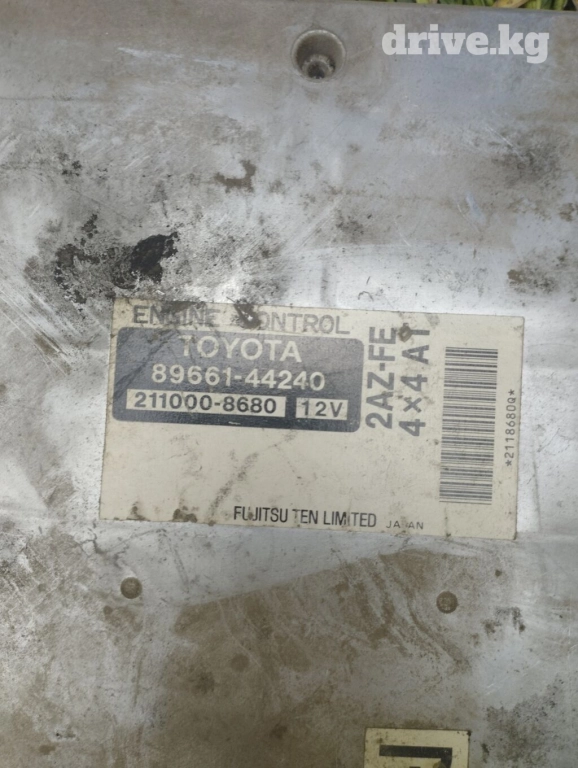 drive.kg
ENGINE CONTROL
TOYOTA
89661-44240
211000-8680 12V
2AZ-FE
4×4 AT
*2118680Q*
FUJITSU TEN LIMITED JAPAN